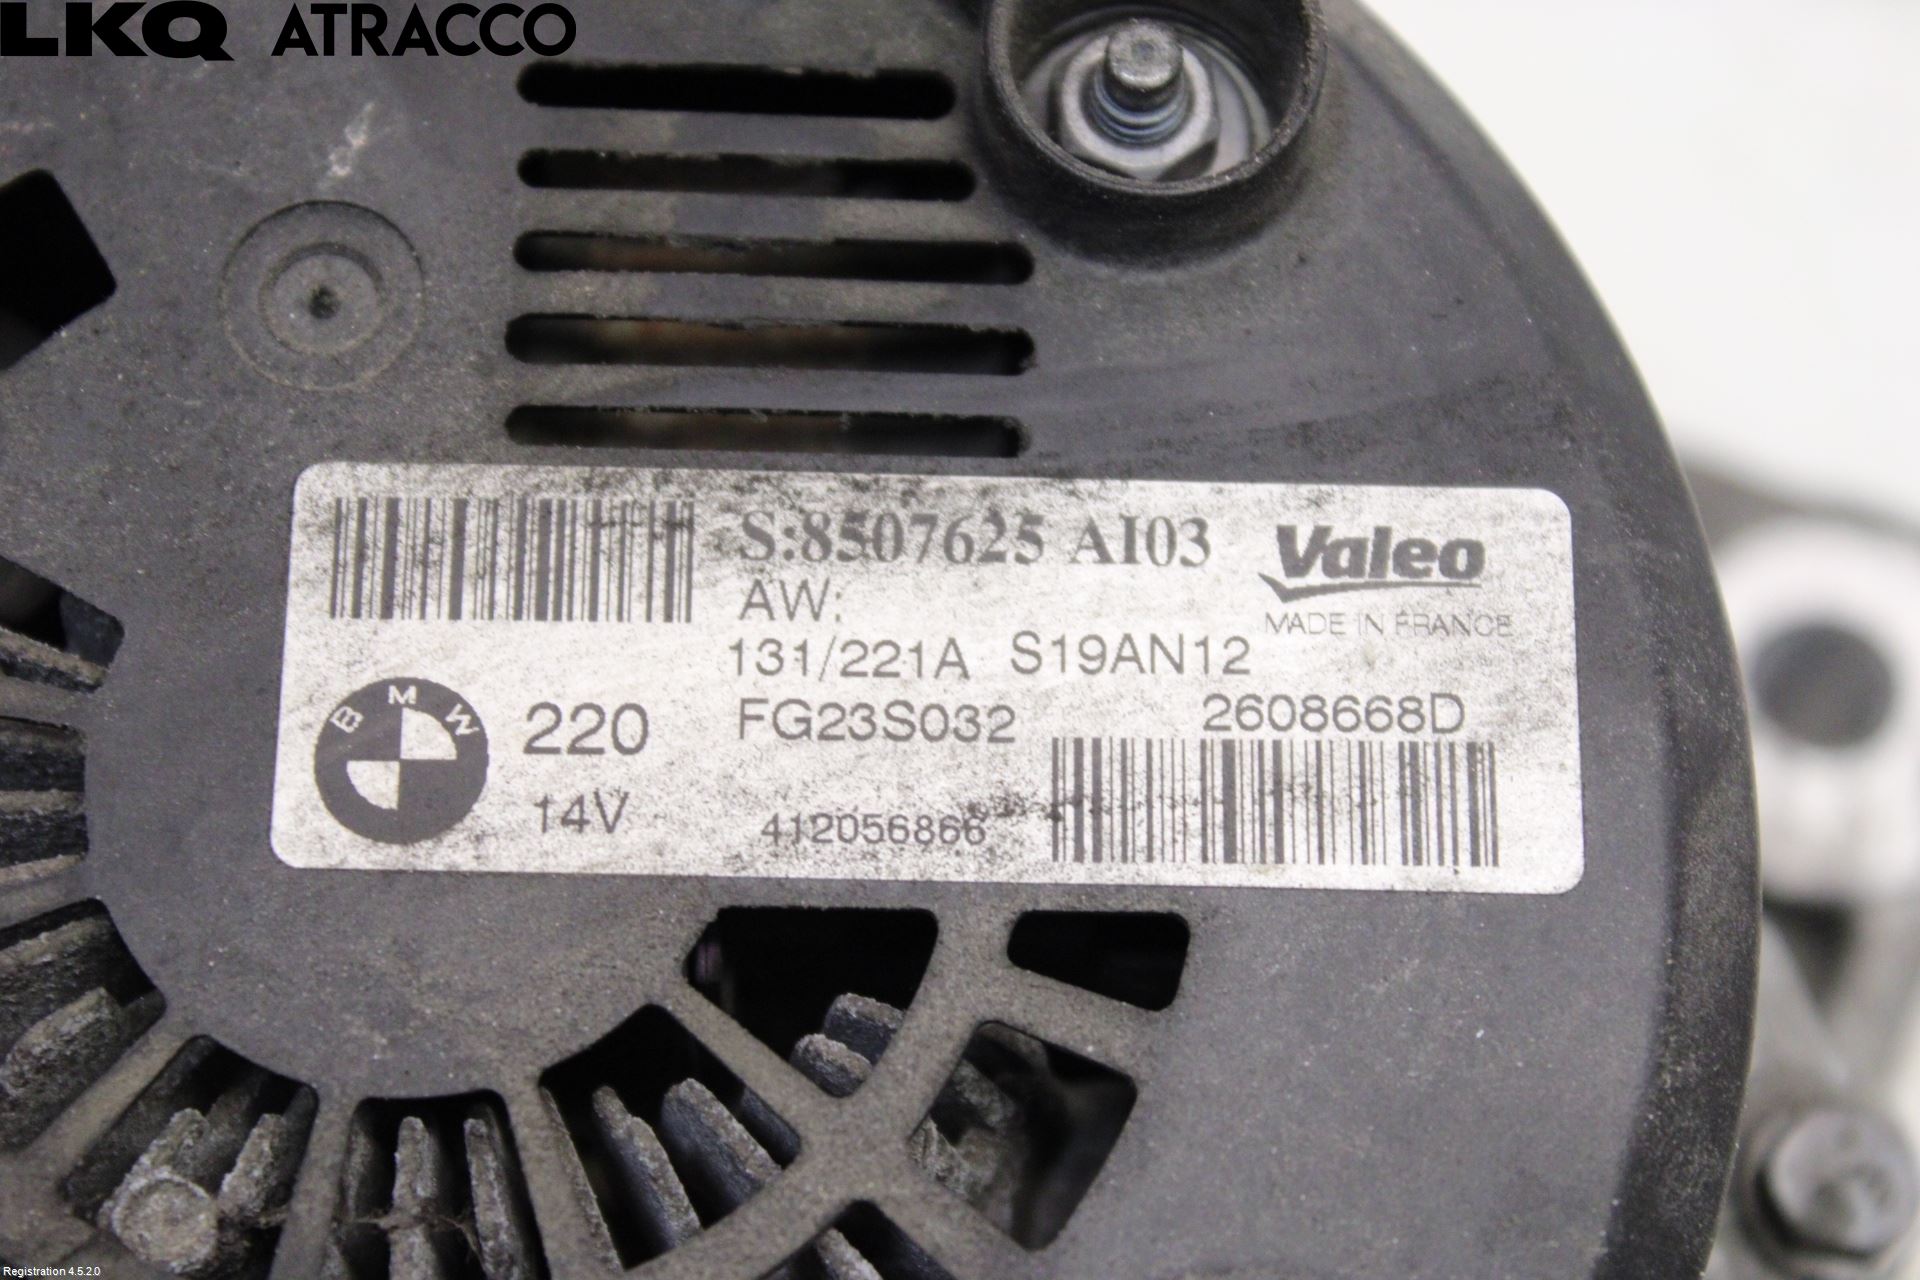 LKQ ATRACCO
S:8507625 AI03
Valeo
AW:
MADE IN FRANCE
131/221A S19AN12
BMW
220
FG23S032
2608668D
14V
412056866
Registration 4.5.2.0